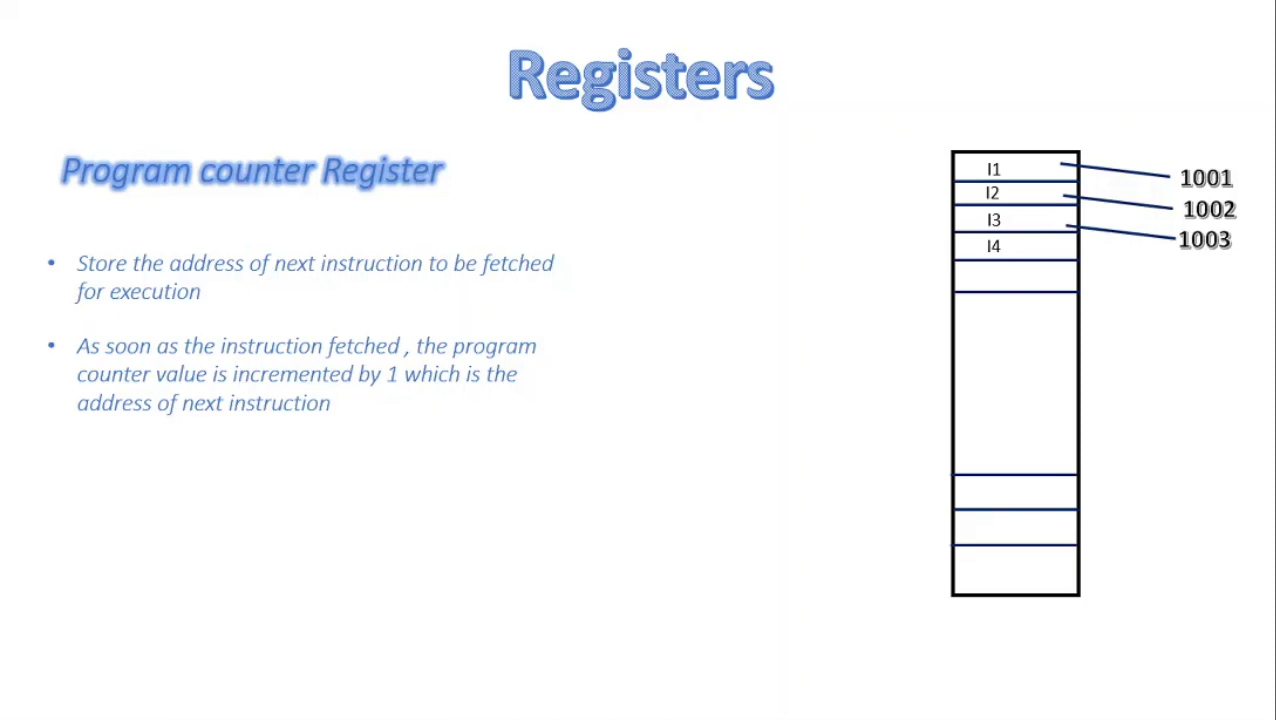 Registers
Program counter Register
• Store the address of next instruction to be fetched
for execution
• As soon as the instruction fetched , the program
counter value is incremented by 1 which is the
address of next instruction
I1
1001
I2
1002
I3
1003
I4